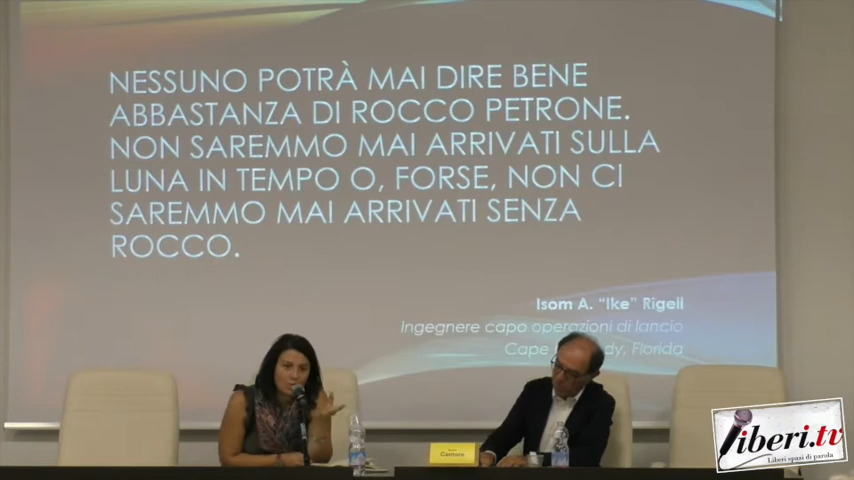 NESSUNO POTRÀ MAI DIRE BENE
ABBASTANZA DI ROCCO PETRONE.
NON SAREMMO MAI ARRIVATI SULLA
LUNA IN TEMPO O, FORSE, NON CI
SAREMMO MAI ARRIVATI SENZA
ROCCO.
Isom A. “Ike” Rigell
Ingegnere capo operazioni di lancio
Cape
Florida
Cantore
liberi.tv
Liberi spazi di parola